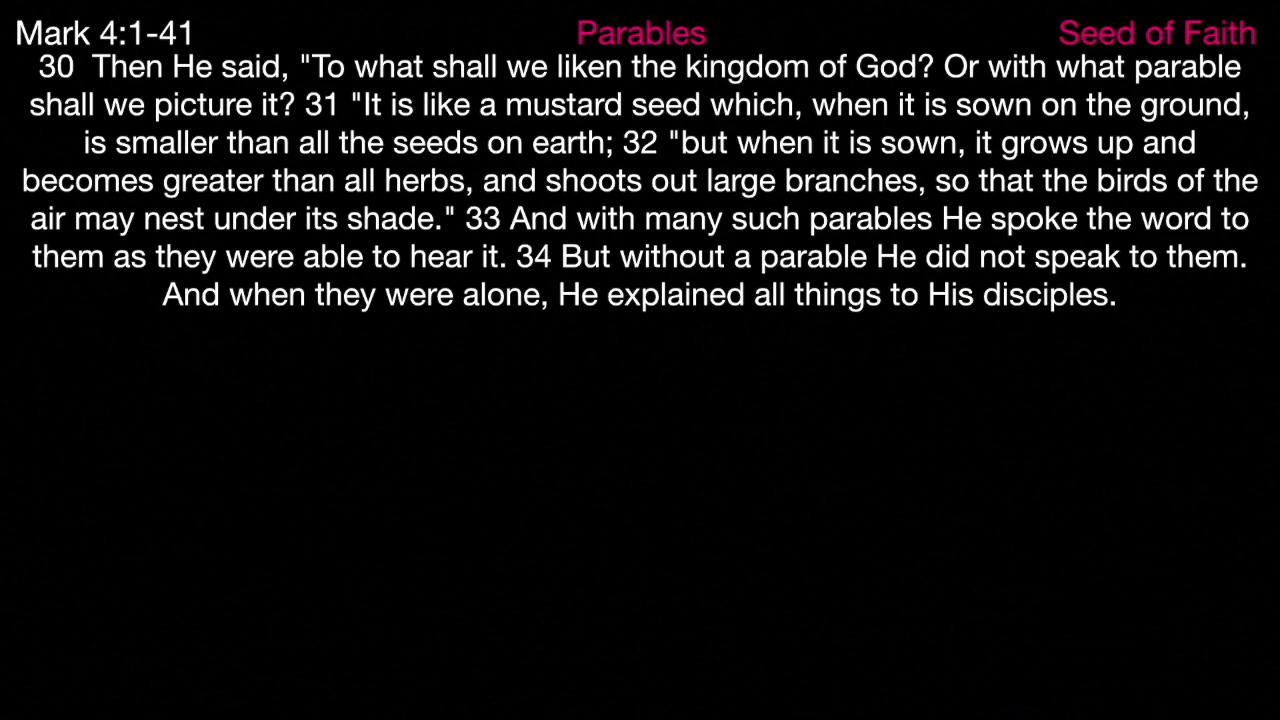 Mark 4:1-41 Parables Seed of Faith
30 Then He said, "To what shall we liken the kingdom of God? Or with what parable
shall we picture it? 31 "It is like a mustard seed which, when it is sown on the ground,
is smaller than all the seeds on earth; 32 "but when it is sown, it grows up and
becomes greater than all herbs, and shoots out large branches, so that the birds of the
air may nest under its shade." 33 And with many such parables He spoke the word to
them as they were able to hear it. 34 But without a parable He did not speak to them.
And when they were alone, He explained all things to His disciples.